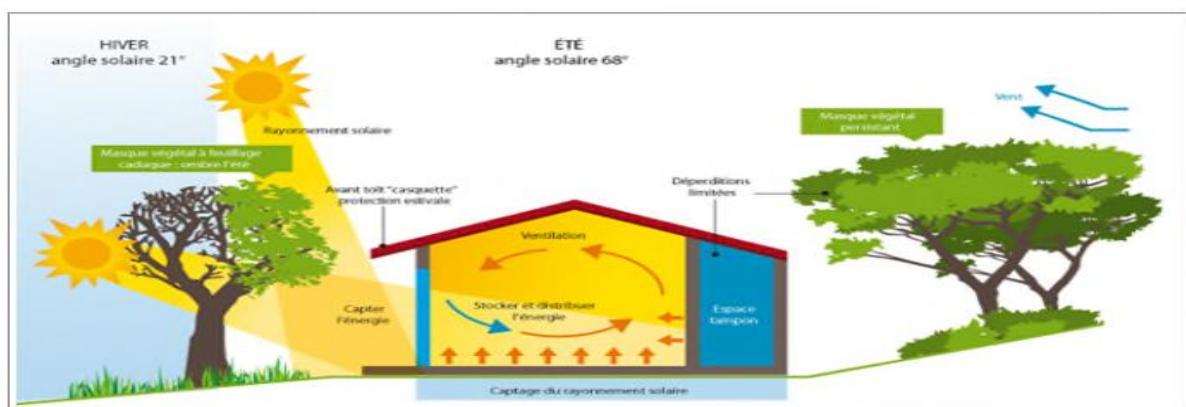 HIVER
angle solaire 21°
ÉTÉ
angle solaire 68°
Vent
Masque végétal
persistant
Rayonnement solaire
Masque végétal à feuillage
cadiaque : ombre l'été
Avant toît "casquette"
protection estivale
Déperditions
limitées
Ventilation
Capter
l'énergie
Stocker et distribuer
l'énergie
Espace
tampon
Captage du rayonnement solaire